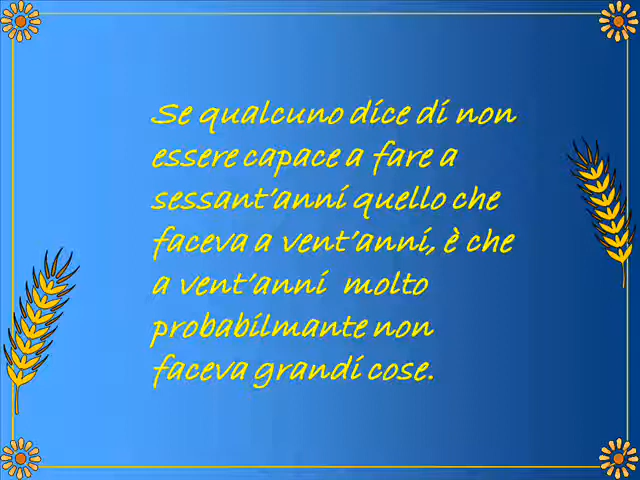 Se qualcuno dice di non
essere capace a fare a
sessant'anni quello che
faceva a vent'anni, è che
a vent'anni molto
probabilmante non
faceva grandi cose.